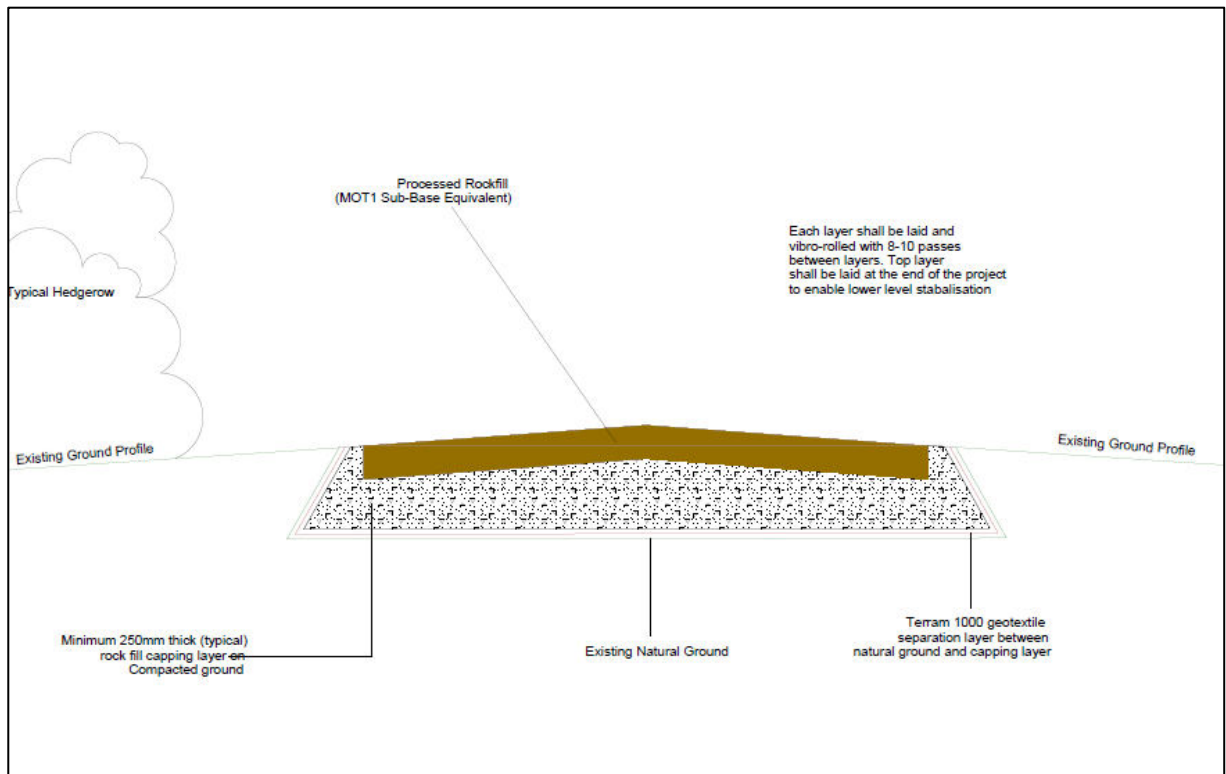 Processed Rockfill
(MOT1 Sub-Base Equivalent)
Each layer shall be laid and
vibro-rolled with 8-10 passes
between layers. Top layer
shall be laid at the end of the project
to enable lower level stabalisation
Typical Hedgerow
Existing Ground Profile
Existing Ground Profile
Minimum 250mm thick (typical)
rock fill capping layer on
Compacted ground
Existing Natural Ground
Terram 1000 geotextile
separation layer between
natural ground and capping layer